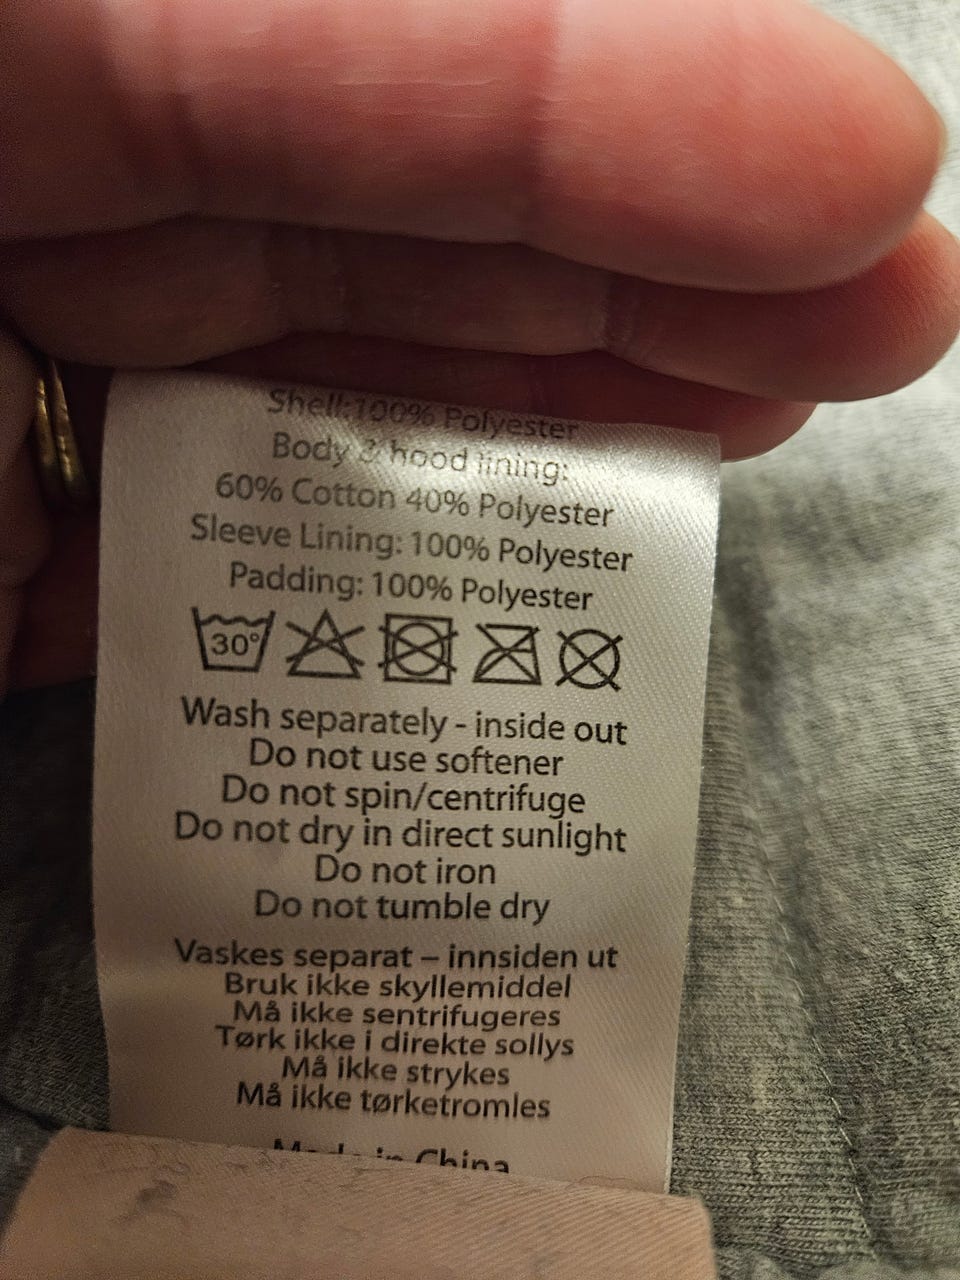 Shell:100% Polyester
Body & hood lining:
60% Cotton 40% Polyester
Sleeve Lining: 100% Polyester
Padding: 100% Polyester
30°
Wash separately - inside out
Do not use softener
Do not spin/centrifuge
Do not dry in direct sunlight
Do not iron
Do not tumble dry
Vaskes separat – innsiden ut
Bruk ikke skyllemiddel
Må ikke sentrifugeres
Tørk ikke i direkte sollys
Må ikke strykes
Må ikke tørketromles
Made in China